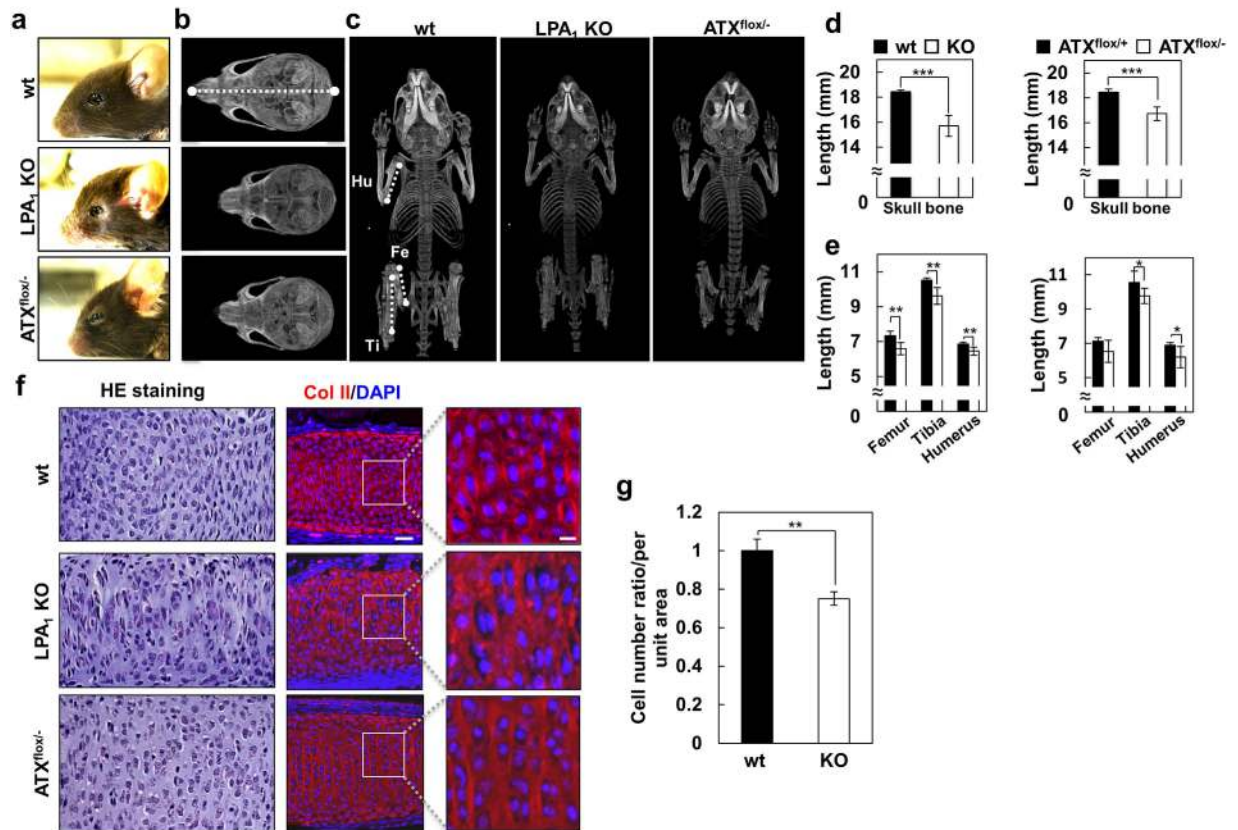 a
b
c
wt
LPA₁ KO
ATXflox/-
wt
LPA₁ KO
ATXflox/-
Hu
Fe
Ti
d
wt KO
ATXflox/+ ATXflox/-
Length (mm)
20
18
16
14
0
***
Skull bone
Length (mm)
20
18
16
14
0
***
Skull bone
e
Length (mm)
11
9
7
5
0
**
**
**
Femur
Tibia
Humerus
Length (mm)
11
9
7
5
0
*
*
Femur
Tibia
Humerus
f
HE staining
Col II/DAPI
wt
LPA₁ KO
ATXflox/-
g
Cell number ratio/per
unit area
1.2
1
0.8
0.6
0.4
0.2
0
**
wt
KO